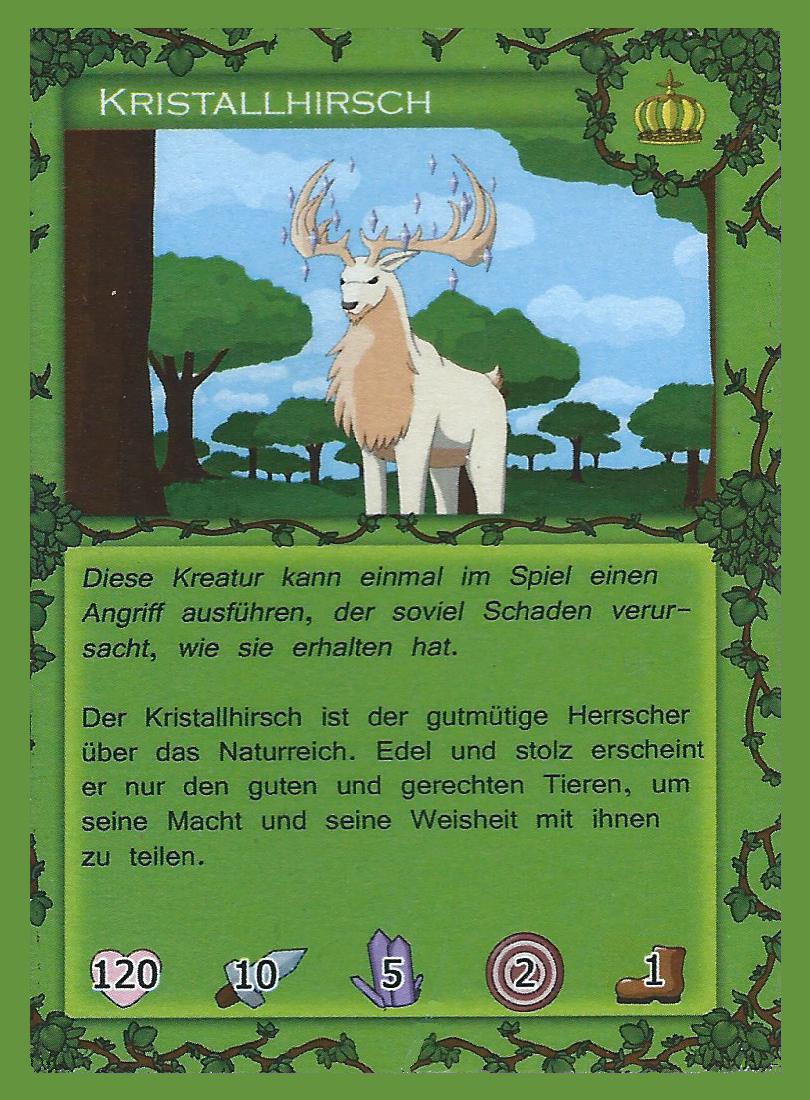 Kristallhirsch
Diese Kreatur kann einmal im Spiel einen
Angriff ausführen, der soviel Schaden verur-
sacht, wie sie erhalten hat.
Der Kristallhirsch ist der gutmütige Herrscher
über das Naturreich. Edel und stolz erscheint
er nur den guten und gerechten Tieren, um
seine Macht und seine Weisheit mit ihnen
zu teilen.
120 10 5 2 1